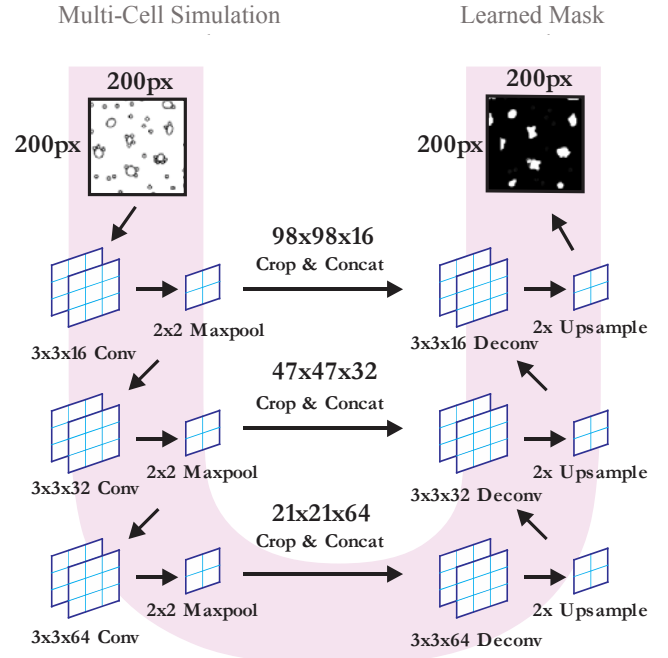 Multi-Cell Simulation
Learned Mask
200px
200px
200px
200px
98x98x16
Crop & Concat
3x3x16 Conv
2x2 Maxpool
3x3x16 Deconv
2x Upsample
47x47x32
Crop & Concat
3x3x32 Conv
2x2 Maxpool
3x3x32 Deconv
2x Upsample
21x21x64
Crop & Concat
3x3x64 Conv
2x2 Maxpool
3x3x64 Deconv
2x Upsample